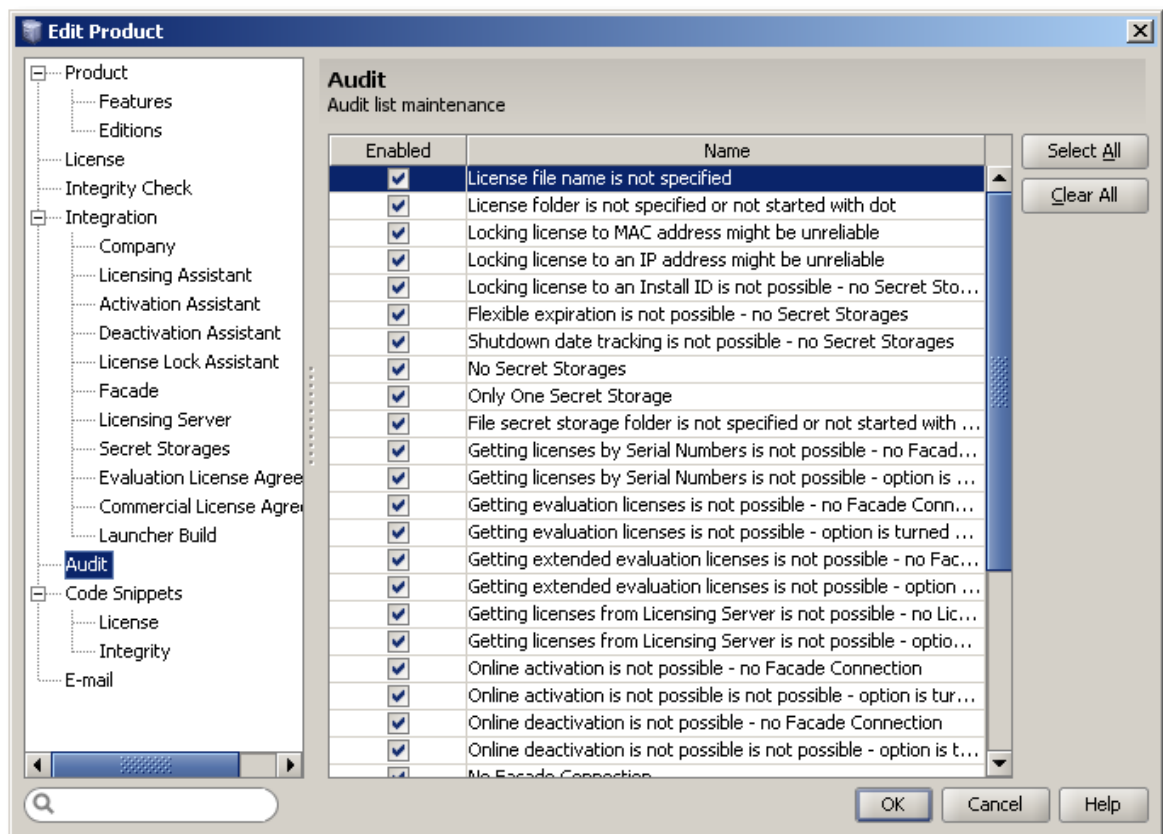 Edit Product
Product
Features
Editions
License
Integrity Check
Integration
Company
Licensing Assistant
Activation Assistant
Deactivation Assistant
License Lock Assistant
Facade
Licensing Server
Secret Storages
Evaluation License Agree
Commercial License Agre
Launcher Build
Audit
Code Snippets
License
Integrity
E-mail
Audit
Audit list maintenance
Enabled Name
License file name is not specified
License folder is not specified or not started with dot
Locking license to MAC address might be unreliable
Locking license to an IP address might be unreliable
Locking license to an Install ID is not possible - no Secret Sto...
Flexible expiration is not possible - no Secret Storages
Shutdown date tracking is not possible - no Secret Storages
No Secret Storages
Only One Secret Storage
File secret storage folder is not specified or not started with ...
Getting licenses by Serial Numbers is not possible - no Facad...
Getting licenses by Serial Numbers is not possible - option is ...
Getting evaluation licenses is not possible - no Facade Conn...
Getting evaluation licenses is not possible - option is turned ...
Getting extended evaluation licenses is not possible - no Fac...
Getting extended evaluation licenses is not possible - option ...
Getting licenses from Licensing Server is not possible - no Lic...
Getting licenses from Licensing Server is not possible - optio...
Online activation is not possible - no Facade Connection
Online activation is not possible is not possible - option is tur...
Online deactivation is not possible - no Facade Connection
Online deactivation is not possible is not possible - option is t...
No Facade Connection
Select All
Clear All
OK Cancel Help